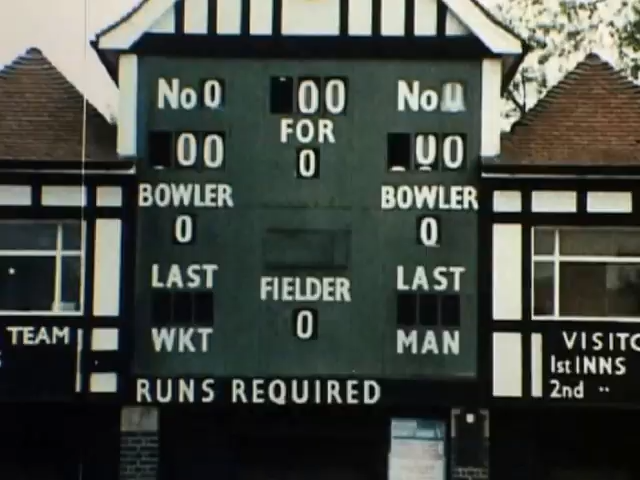 No 0 00 No 0
FOR
00 0 00
BOWLER BOWLER
0 0
LAST LAST
FIELDER
WKT 0 MAN
RUNS REQUIRED
TEAM
VISITO
1st INNS
2nd "